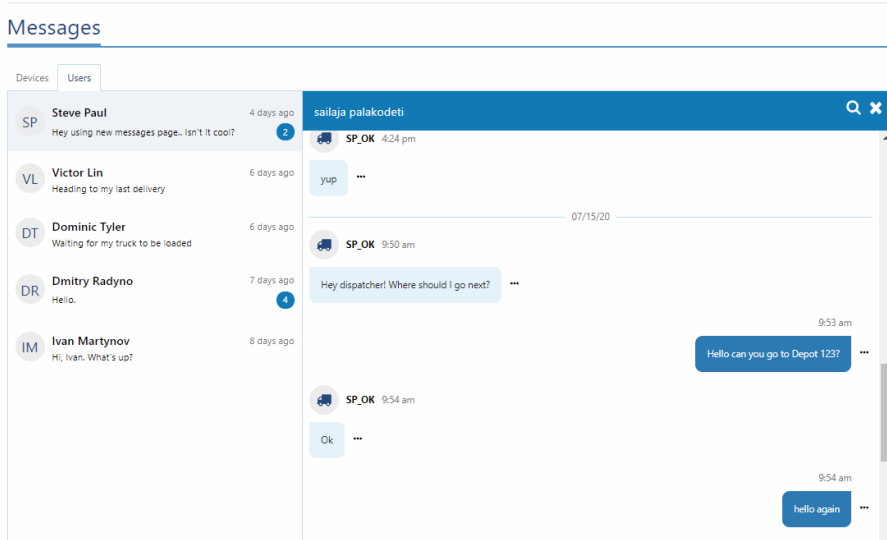 Messages
Devices
Users
SP
Steve Paul
4 days ago
Hey using new messages page.. Isn't it cool?
2
VL
Victor Lin
6 days ago
Heading to my last delivery
DT
Dominic Tyler
6 days ago
Waiting for my truck to be loaded
DR
Dmitry Radyno
7 days ago
Hello.
4
IM
Ivan Martynov
8 days ago
Hi, Ivan. What's up?
sailaja palakodeti
SP_OK 4:24 pm
yup
07/15/20
SP_OK 9:50 am
Hey dispatcher! Where should I go next?
9:53 am
Hello can you go to Depot 123?
SP_OK 9:54 am
Ok
9:54 am
hello again